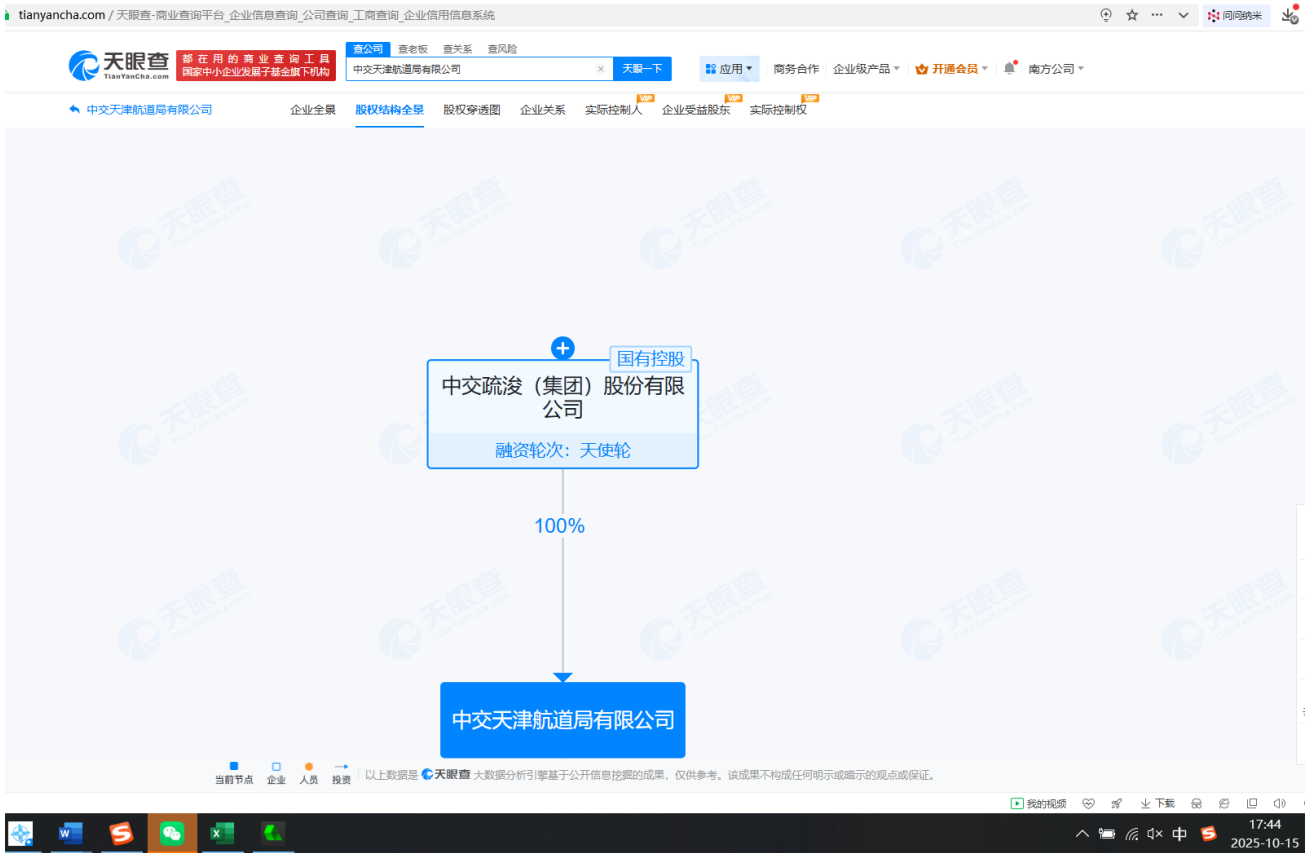 tianyancha.com / 天眼查-商业查询平台_企业信息查询_公司查询_工商查询_企业信用信息系统
问问纳米
天眼查
TianYanCha.com
都在用的商业查询工具
国家中小企业发展子基金旗下机构
查公司 查老板 查关系 查风险
中交天津航道局有限公司 × 天眼一下
应用 商务合作 企业级产品 开通会员 南方公司
中交天津航道局有限公司
企业全景 股权结构全景 股权穿透图 企业关系 实际控制人 VIP 企业受益股东 VIP 实际控制权 VIP
国有控股
中交疏浚（集团）股份有限
公司
融资轮次：天使轮
100%
中交天津航道局有限公司
当前节点 企业 人员 投资
以上数据是 天眼查 大数据分析引擎基于公开信息挖掘的成果，仅供参考。该成果不构成任何明示或暗示的观点或保证。
我的视频 下载
中 17:44
2025-10-15